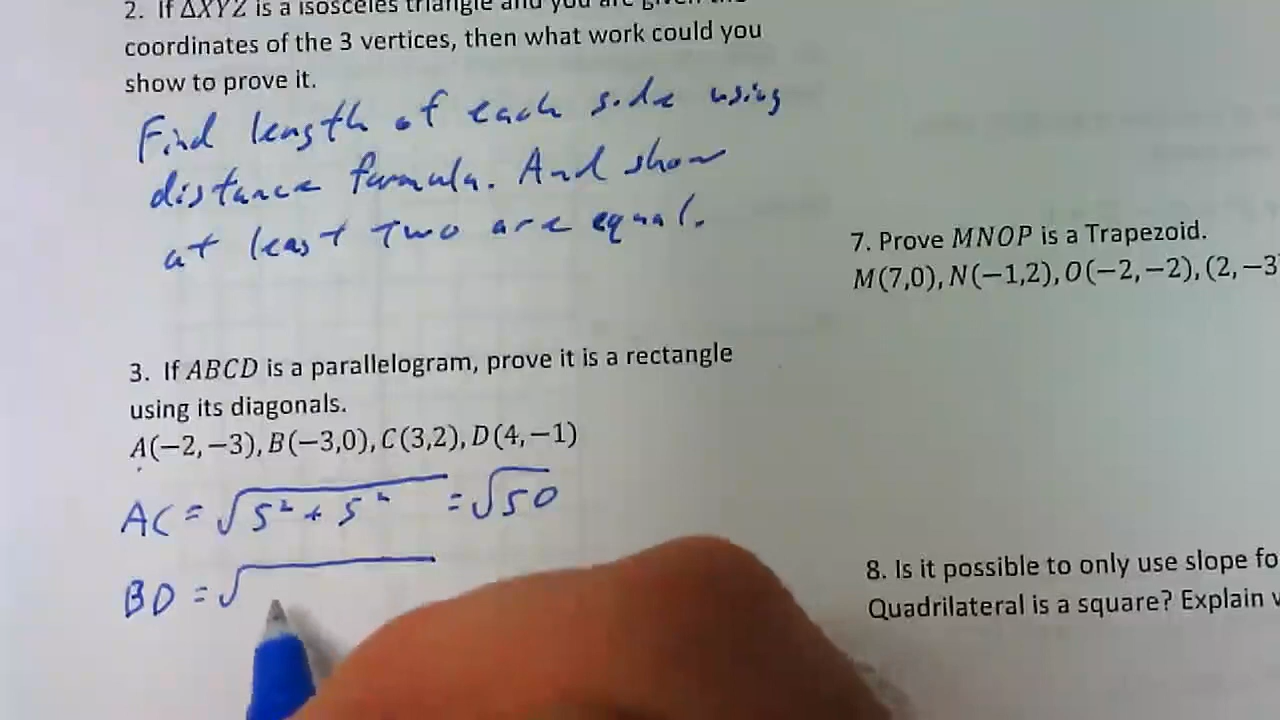 2. If ΔXYZ is a isosceles triangle and you are given the
coordinates of the 3 vertices, then what work could you
show to prove it.
Find length of each side using
distance formula. And show
at least two are equal.
3. If ABCD is a parallelogram, prove it is a rectangle
using its diagonals.
A(−2,−3), B(−3,0), C(3,2), D(4,−1)
AC = √5² + 5² = √50
BD = √
7. Prove MNOP is a Trapezoid.
M(7,0), N(−1,2), O(−2,−2), (2,−3
8. Is it possible to only use slope fo
Quadrilateral is a square? Explain